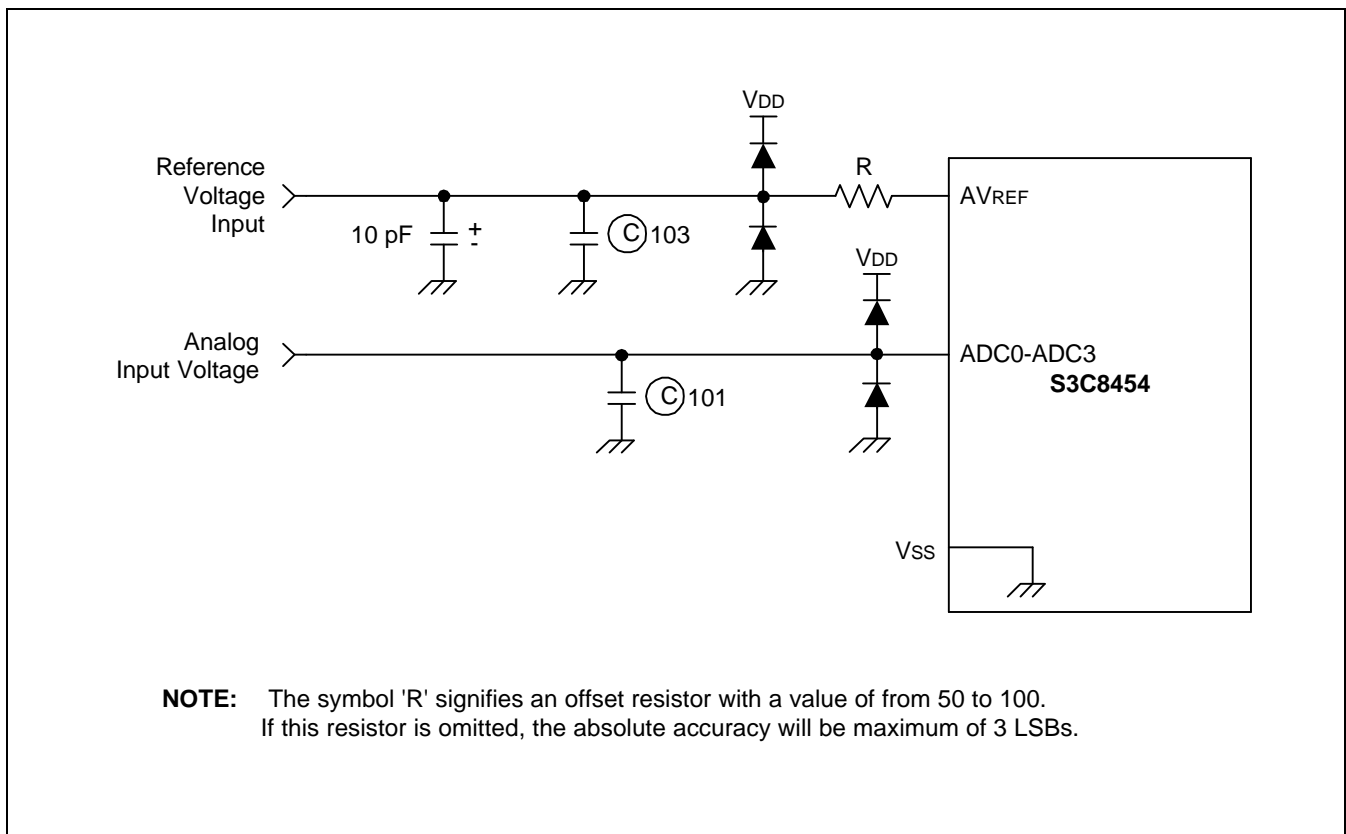 VDD
Reference
Voltage
Input
R
AVREF
10 pF
+
-
C 103
VDD
Analog
Input Voltage
ADC0-ADC3
S3C8454
C 101
VSS
NOTE: The symbol 'R' signifies an offset resistor with a value of from 50 to 100.
If this resistor is omitted, the absolute accuracy will be maximum of 3 LSBs.